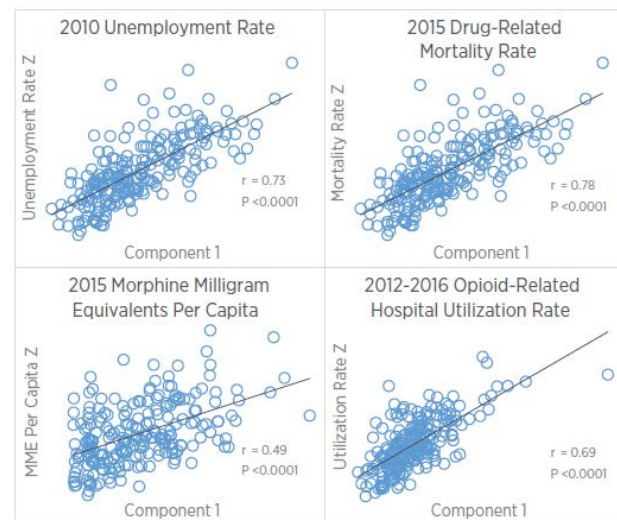 2010 Unemployment Rate
Unemployment Rate Z
r = 0.73
P <0.0001
Component 1
2015 Drug-Related
Mortality Rate
Mortality Rate Z
r = 0.78
P <0.0001
Component 1
2015 Morphine Milligram
Equivalents Per Capita
MME Per Capita Z
r = 0.49
P <0.0001
Component 1
2012-2016 Opioid-Related
Hospital Utilization Rate
Utilization Rate Z
r = 0.69
P <0.0001
Component 1